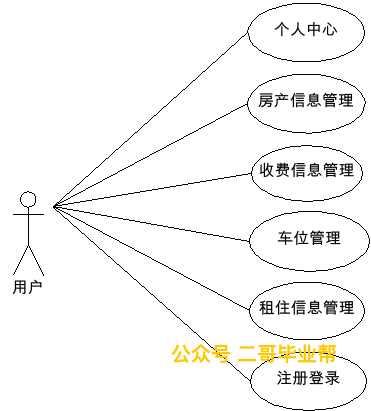 个人中心
房产信息管理
收费信息管理
车位管理
用户
租住信息管理
公众号 二哥毕业帮
注册登录